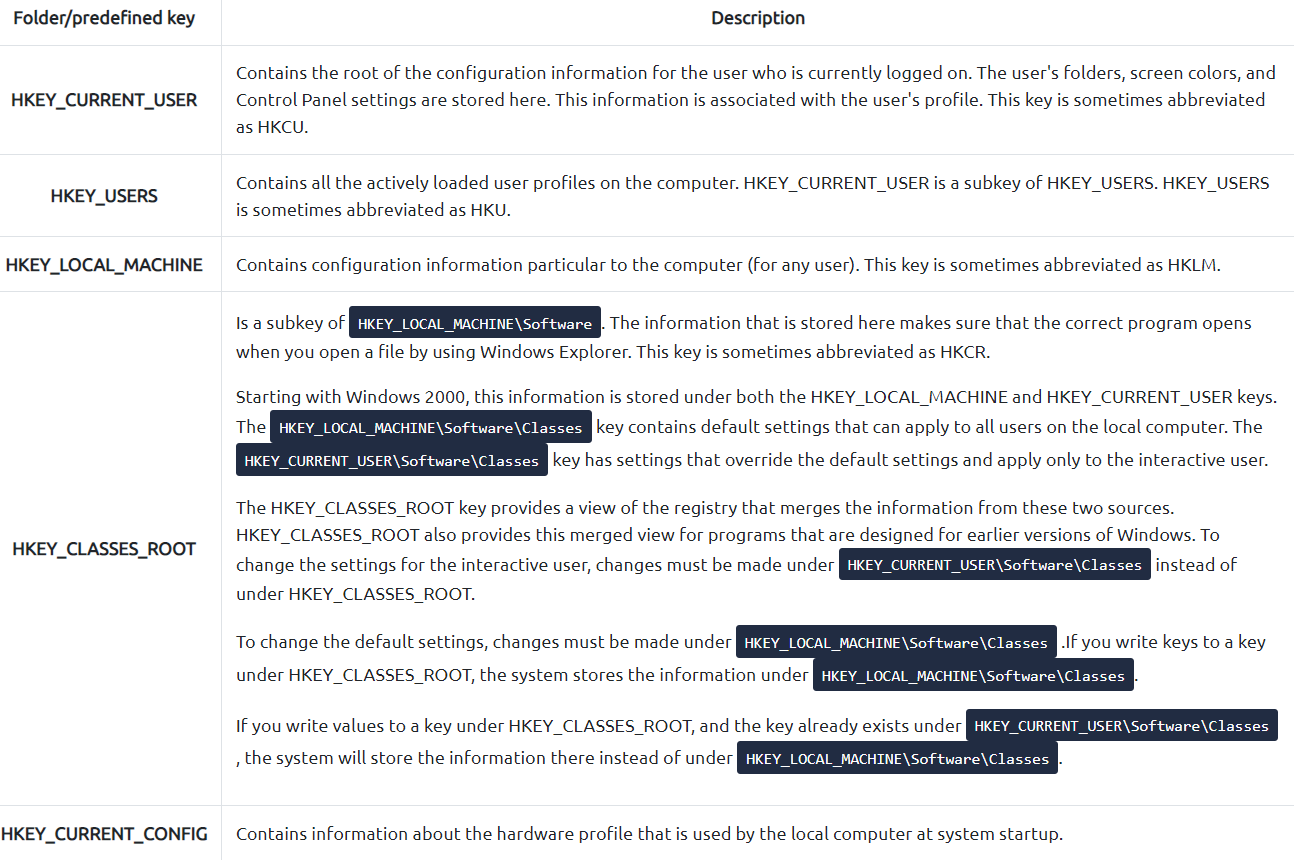 Folder/predefined key
Description
HKEY_CURRENT_USER
Contains the root of the configuration information for the user who is currently logged on. The user's folders, screen colors, and
Control Panel settings are stored here. This information is associated with the user's profile. This key is sometimes abbreviated
as HKCU.
HKEY_USERS
Contains all the actively loaded user profiles on the computer. HKEY_CURRENT_USER is a subkey of HKEY_USERS. HKEY_USERS
is sometimes abbreviated as HKU.
HKEY_LOCAL_MACHINE
Contains configuration information particular to the computer (for any user). This key is sometimes abbreviated as HKLM.
HKEY_CLASSES_ROOT
Is a subkey of HKEY_LOCAL_MACHINE\Software. The information that is stored here makes sure that the correct program opens
when you open a file by using Windows Explorer. This key is sometimes abbreviated as HKCR.
Starting with Windows 2000, this information is stored under both the HKEY_LOCAL_MACHINE and HKEY_CURRENT_USER keys.
The HKEY_LOCAL_MACHINE\Software\Classes key contains default settings that can apply to all users on the local computer. The
HKEY_CURRENT_USER\Software\Classes key has settings that override the default settings and apply only to the interactive user.
The HKEY_CLASSES_ROOT key provides a view of the registry that merges the information from these two sources.
HKEY_CLASSES_ROOT also provides this merged view for programs that are designed for earlier versions of Windows. To
change the settings for the interactive user, changes must be made under HKEY_CURRENT_USER\Software\Classes instead of
under HKEY_CLASSES_ROOT.
To change the default settings, changes must be made under HKEY_LOCAL_MACHINE\Software\Classes .If you write keys to a key
under HKEY_CLASSES_ROOT, the system stores the information under HKEY_LOCAL_MACHINE\Software\Classes.
If you write values to a key under HKEY_CLASSES_ROOT, and the key already exists under HKEY_CURRENT_USER\Software\Classes
, the system will store the information there instead of under HKEY_LOCAL_MACHINE\Software\Classes.
HKEY_CURRENT_CONFIG
Contains information about the hardware profile that is used by the local computer at system startup.